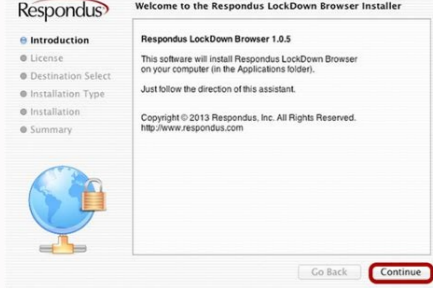 Respondus
Welcome to the Respondus LockDown Browser Installer
Introduction
License
Destination Select
Installation Type
Installation
Summary
Respondus LockDown Browser 1.0.5
This software will install Respondus LockDown Browser
on your computer (in the Applications folder).
Just follow the direction of this assistant.
Copyright © 2013 Respondus, Inc. All Rights Reserved.
http://www.respondus.com
Go Back
Continue